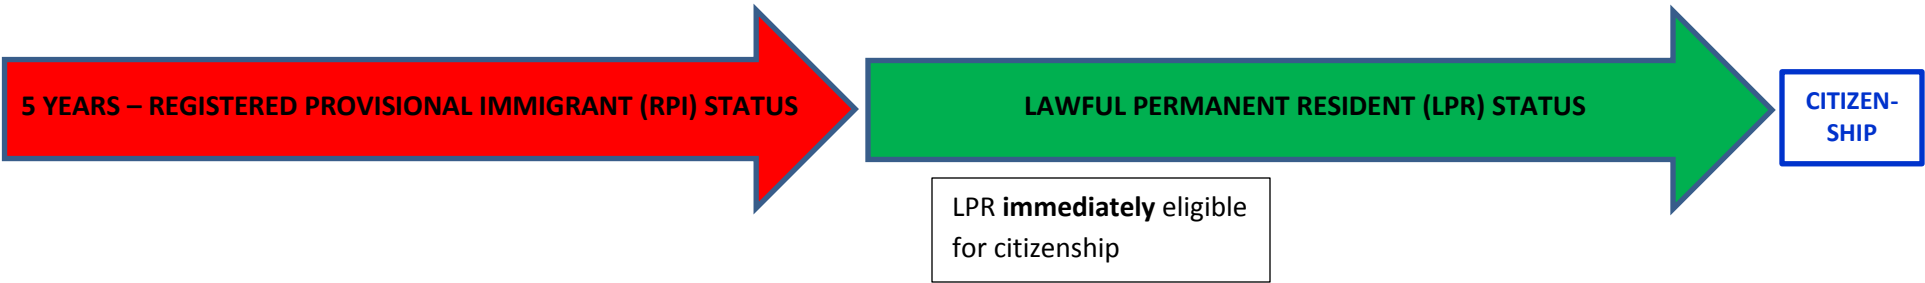 5 YEARS – REGISTERED PROVISIONAL IMMIGRANT (RPI) STATUS
LAWFUL PERMANENT RESIDENT (LPR) STATUS
CITIZEN-
SHIP
LPR immediately eligible
for citizenship